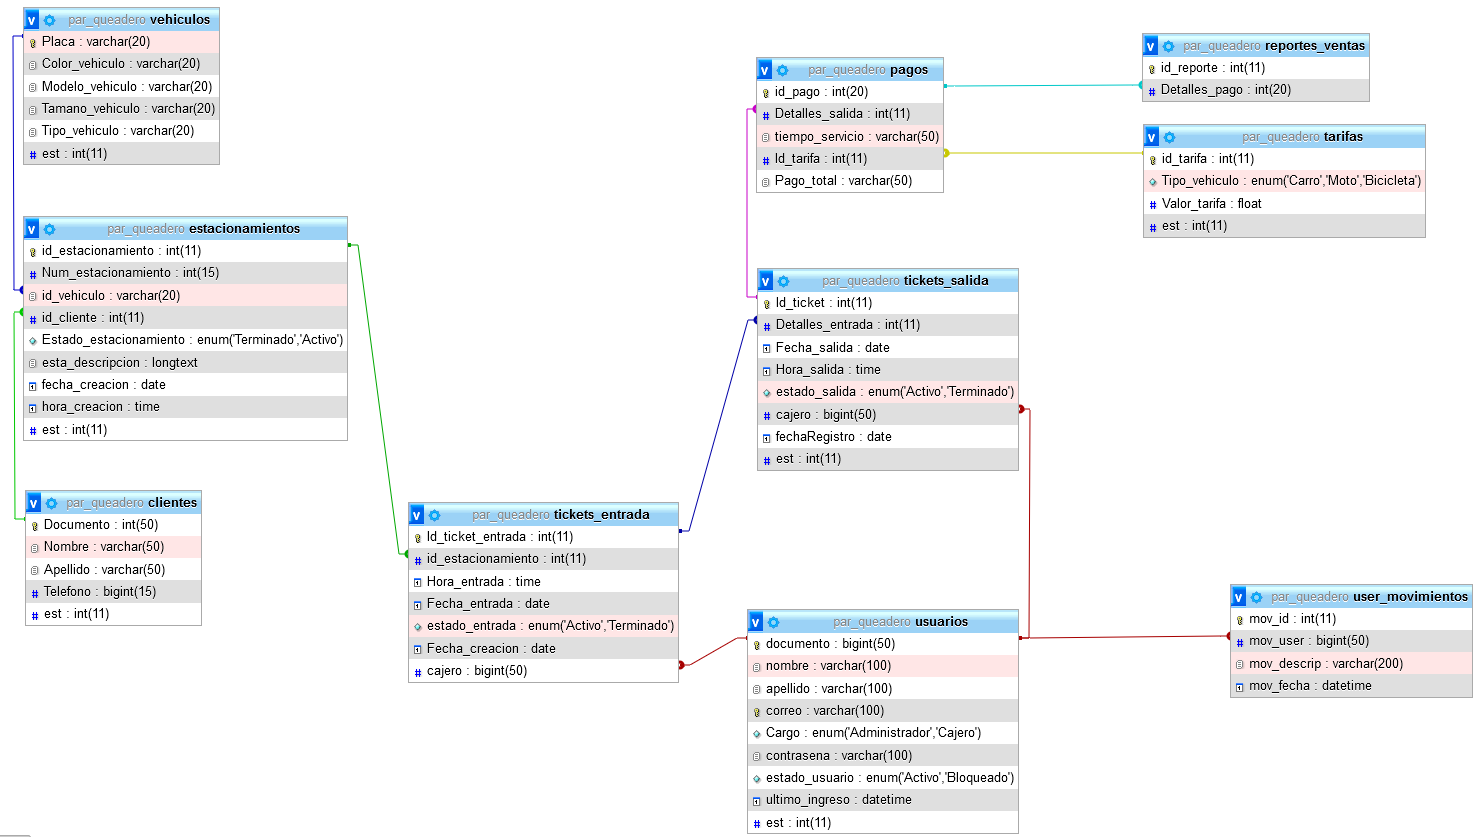 v par_queadero vehiculos
Placa : varchar(20)
Color_vehiculo : varchar(20)
Modelo_vehiculo : varchar(20)
Tamano_vehiculo : varchar(20)
Tipo_vehiculo : varchar(20)
# est : int(11)
v par_queadero estacionamientos
id_estacionamiento : int(11)
# Num_estacionamiento : int(15)
id_vehiculo : varchar(20)
# id_cliente : int(11)
Estado_estacionamiento : enum('Terminado','Activo')
esta_descripcion : longtext
fecha_creacion : date
hora_creacion : time
# est : int(11)
v par_queadero clientes
Documento : int(50)
Nombre : varchar(50)
Apellido : varchar(50)
# Telefono : bigint(15)
# est : int(11)
v par_queadero tickets_entrada
Id_ticket_entrada : int(11)
# id_estacionamiento : int(11)
Hora_entrada : time
Fecha_entrada : date
estado_entrada : enum('Activo','Terminado')
Fecha_creacion : date
# cajero : bigint(50)
v par_queadero pagos
id_pago : int(20)
# Detalles_salida : int(11)
tiempo_servicio : varchar(50)
# Id_tarifa : int(11)
Pago_total : varchar(50)
v par_queadero tickets_salida
Id_ticket : int(11)
# Detalles_entrada : int(11)
Fecha_salida : date
Hora_salida : time
estado_salida : enum('Activo','Terminado')
# cajero : bigint(50)
fechaRegistro : date
# est : int(11)
v par_queadero usuarios
documento : bigint(50)
nombre : varchar(100)
apellido : varchar(100)
correo : varchar(100)
Cargo : enum('Administrador','Cajero')
contrasena : varchar(100)
estado_usuario : enum('Activo','Bloqueado')
ultimo_ingreso : datetime
# est : int(11)
v par_queadero reportes_ventas
id_reporte : int(11)
# Detalles_pago : int(20)
v par_queadero tarifas
id_tarifa : int(11)
Tipo_vehiculo : enum('Carro','Moto','Bicicleta')
# Valor_tarifa : float
# est : int(11)
v par_queadero user_movimientos
mov_id : int(11)
# mov_user : bigint(50)
mov_descrip : varchar(200)
mov_fecha : datetime